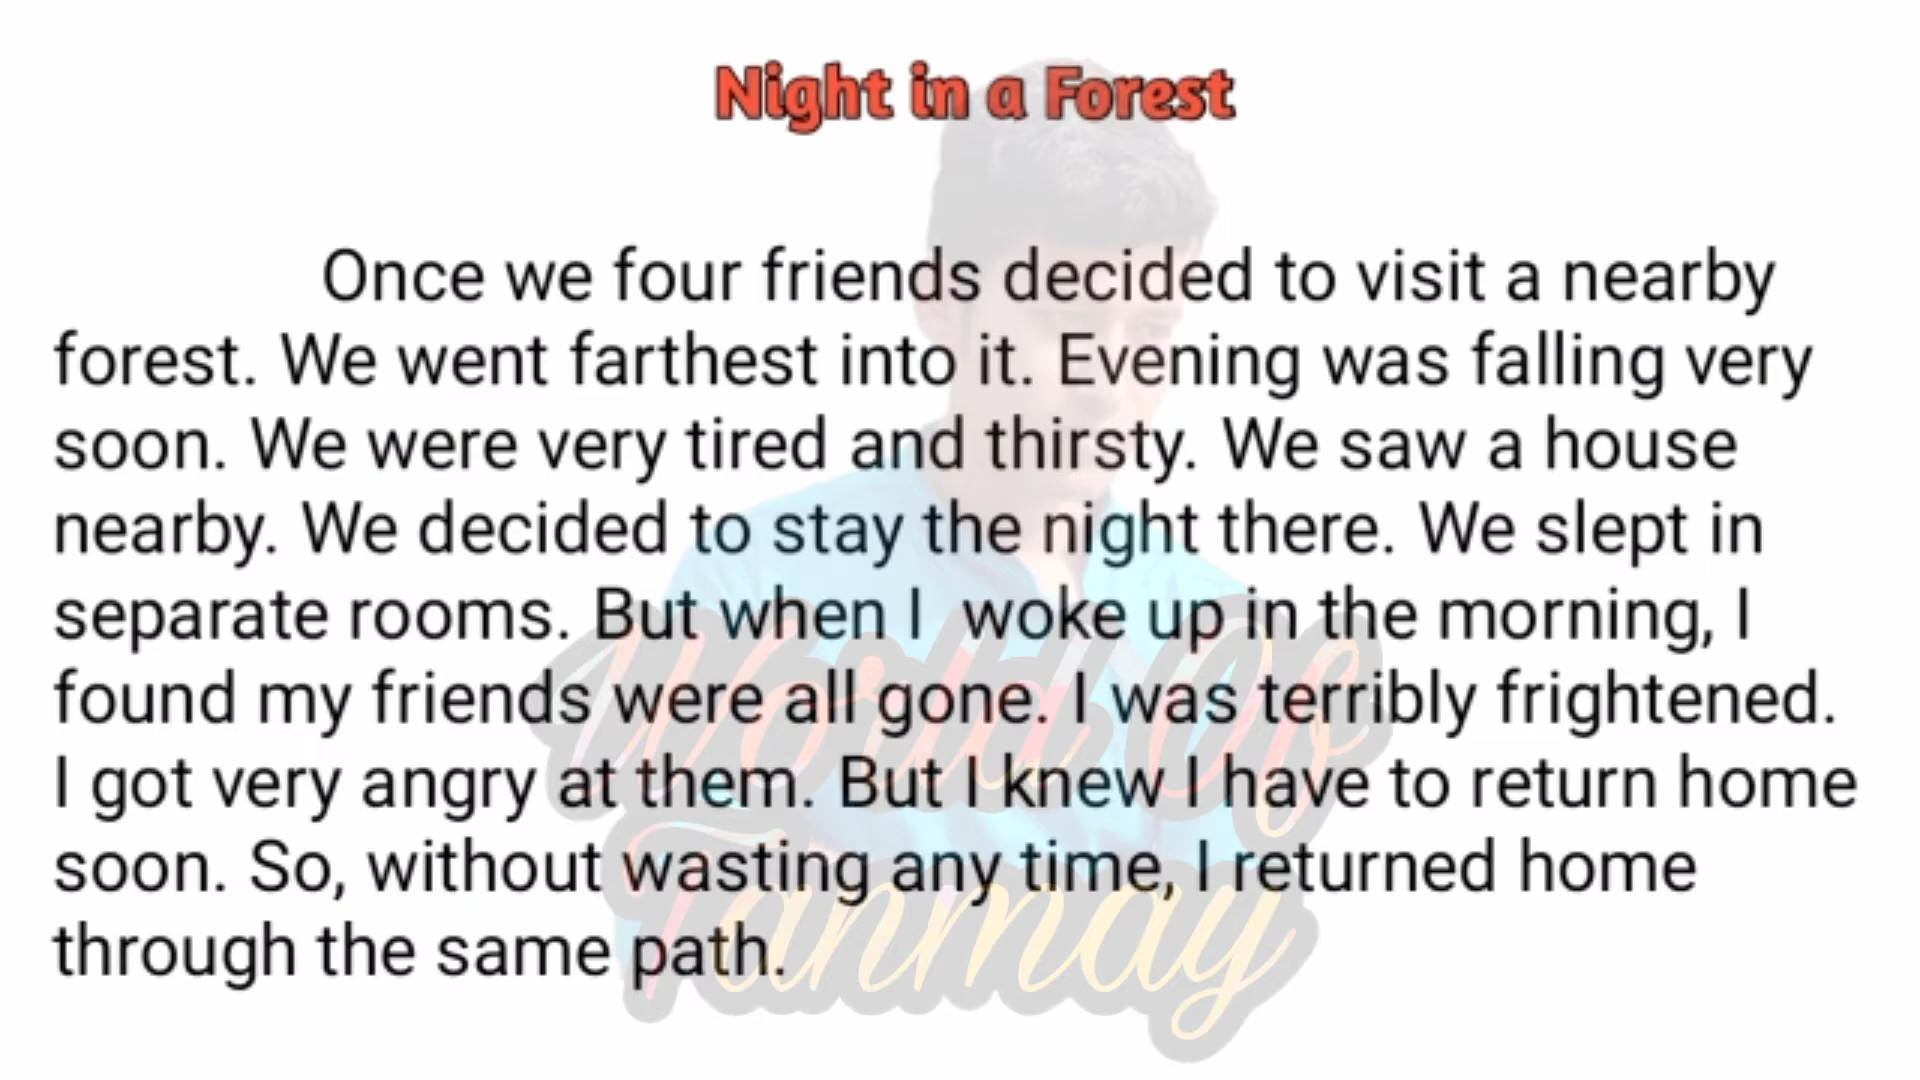 Night in a Forest
Once we four friends decided to visit a nearby
forest. We went farthest into it. Evening was falling very
soon. We were very tired and thirsty. We saw a house
nearby. We decided to stay the night there. We slept in
separate rooms. But when I  woke up in the morning, I
found my friends were all gone. I was terribly frightened.
I got very angry at them. But I knew I have to return home
soon. So, without wasting any time, I returned home
through the same path.
World Of
Tanmay